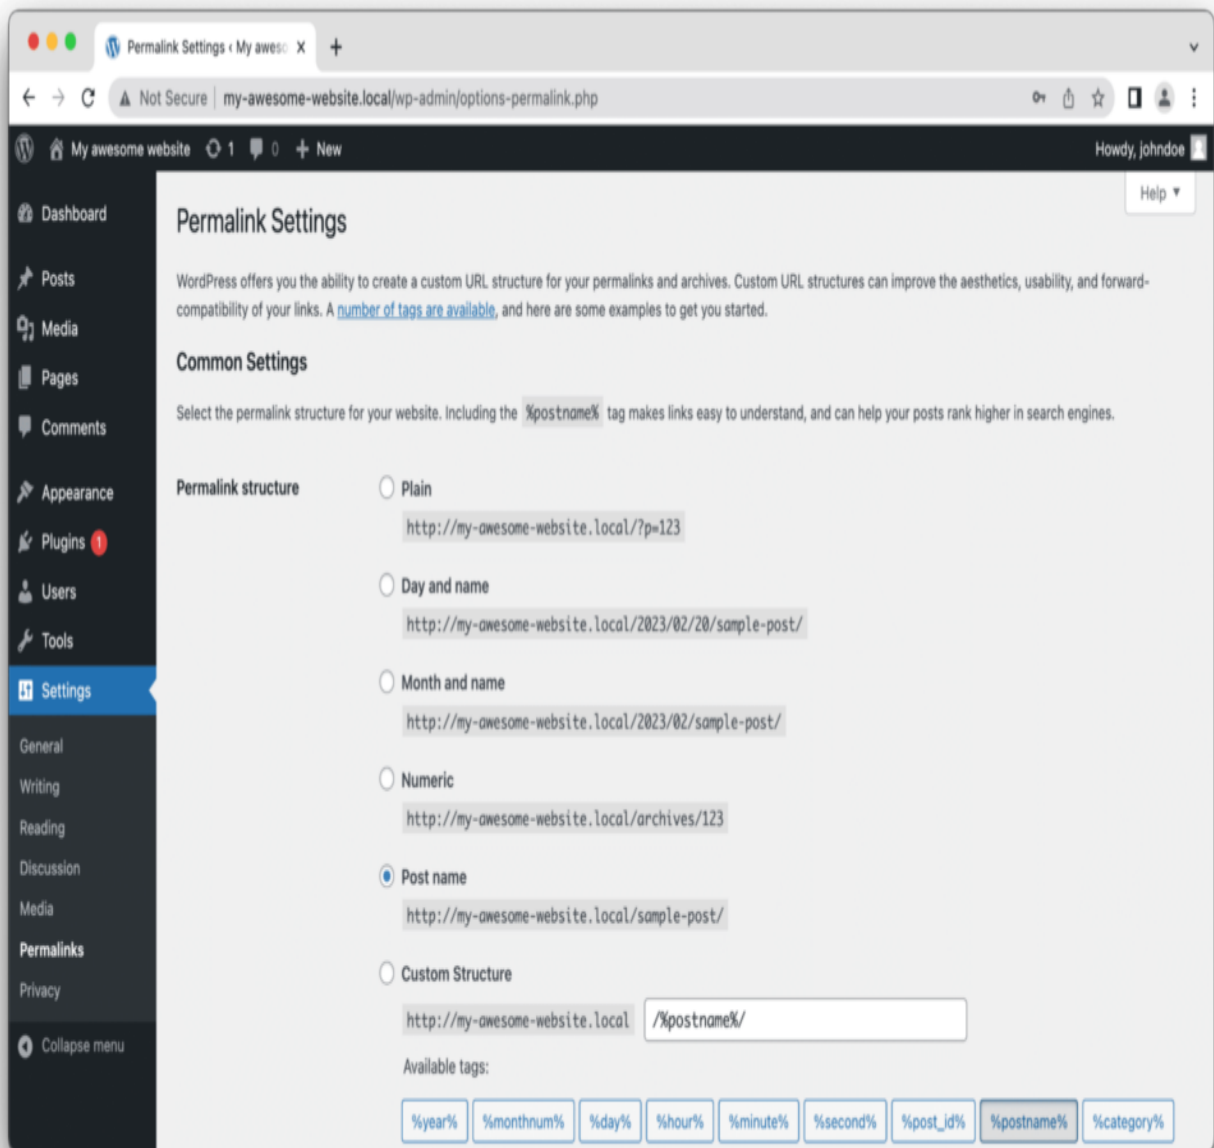 Permalink Settings ‹ My aweso
Not Secure my-awesome-website.local/wp-admin/options-permalink.php
My awesome website 1 0 + New Howdy, johndoe
Help ▼
Dashboard
Posts
Media
Pages
Comments
Appearance
Plugins 1
Users
Tools
Settings
General
Writing
Reading
Discussion
Media
Permalinks
Privacy
Collapse menu
Permalink Settings
WordPress offers you the ability to create a custom URL structure for your permalinks and archives. Custom URL structures can improve the aesthetics, usability, and forward-
compatibility of your links. A number of tags are available, and here are some examples to get you started.
Common Settings
Select the permalink structure for your website. Including the %postname% tag makes links easy to understand, and can help your posts rank higher in search engines.
Permalink structure
Plain
http://my-awesome-website.local/?p=123
Day and name
http://my-awesome-website.local/2023/02/20/sample-post/
Month and name
http://my-awesome-website.local/2023/02/sample-post/
Numeric
http://my-awesome-website.local/archives/123
Post name
http://my-awesome-website.local/sample-post/
Custom Structure
http://my-awesome-website.local /%postname%/
Available tags:
%year% %monthnum% %day% %hour% %minute% %second% %post_id% %postname% %category%